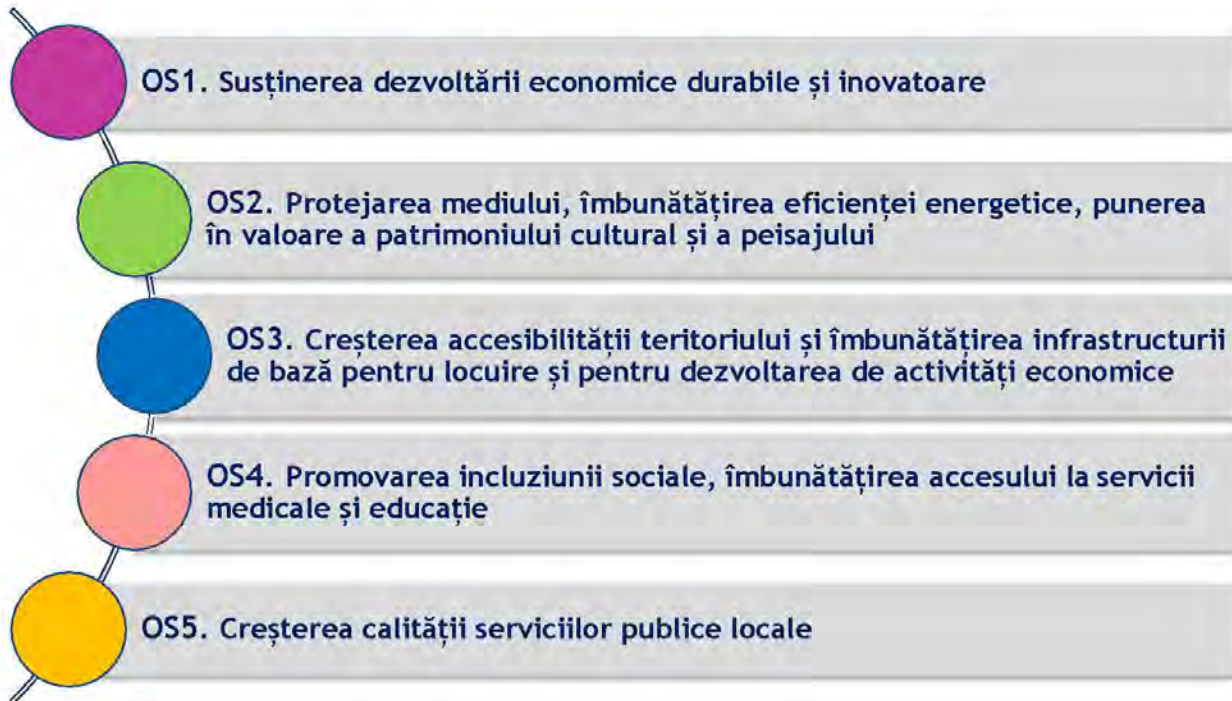 OS1. Susținerea dezvoltării economice durabile și inovatoare
OS2. Protejarea mediului, îmbunătățirea eficienței energetice, punerea
în valoare a patrimoniului cultural și a peisajului
OS3. Creșterea accesibilității teritoriului și îmbunătățirea infrastructurii
de bază pentru locuire și pentru dezvoltarea de activități economice
OS4. Promovarea incluziunii sociale, îmbunătățirea accesului la servicii
medicale și educație
OS5. Creșterea calității serviciilor publice locale